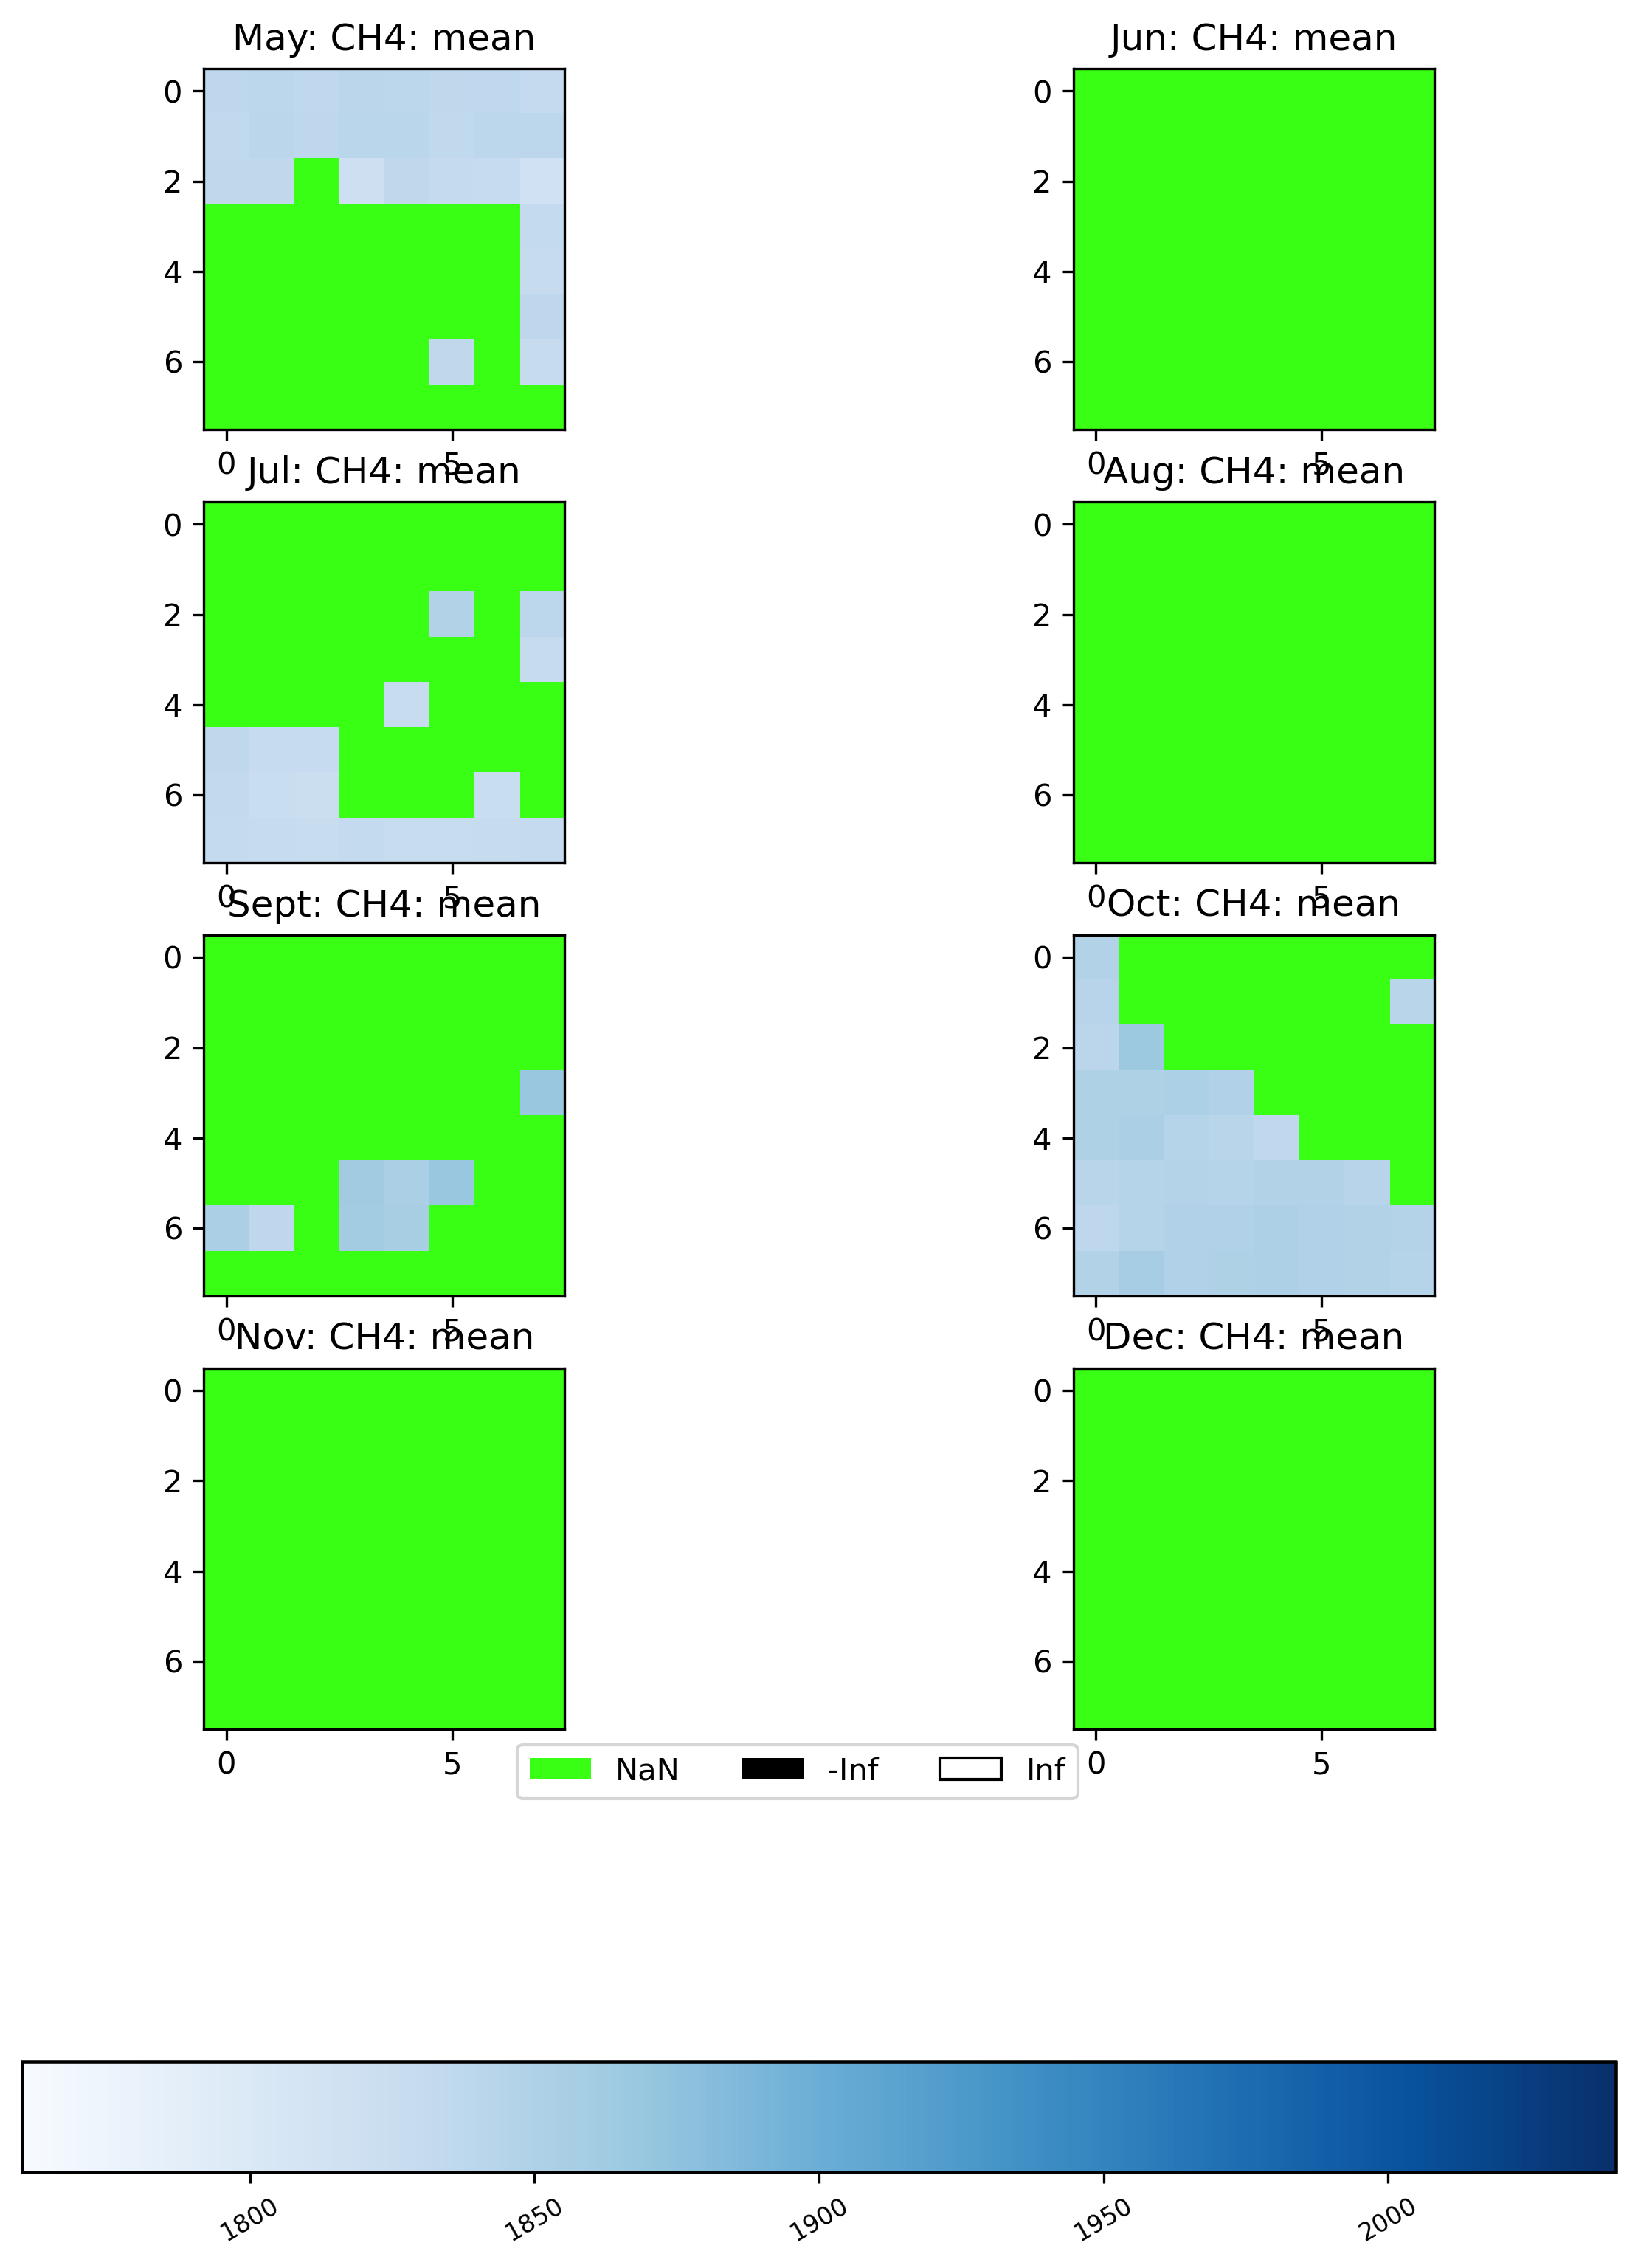 May: CH4: mean Jun: CH4: mean
0 0
2 2
4 4
6 6
0 5 0 5
Jul: CH4: mean Aug: CH4: mean
0 0
2 2
4 4
6 6
0 5 0 5
Sept: CH4: mean Oct: CH4: mean
0 0
2 2
4 4
6 6
0 5 0 5
Nov: CH4: mean Dec: CH4: mean
0 0
2 2
4 4
6 6
0 5 0 5
NaN -Inf Inf
1800 1850 1900 1950 2000